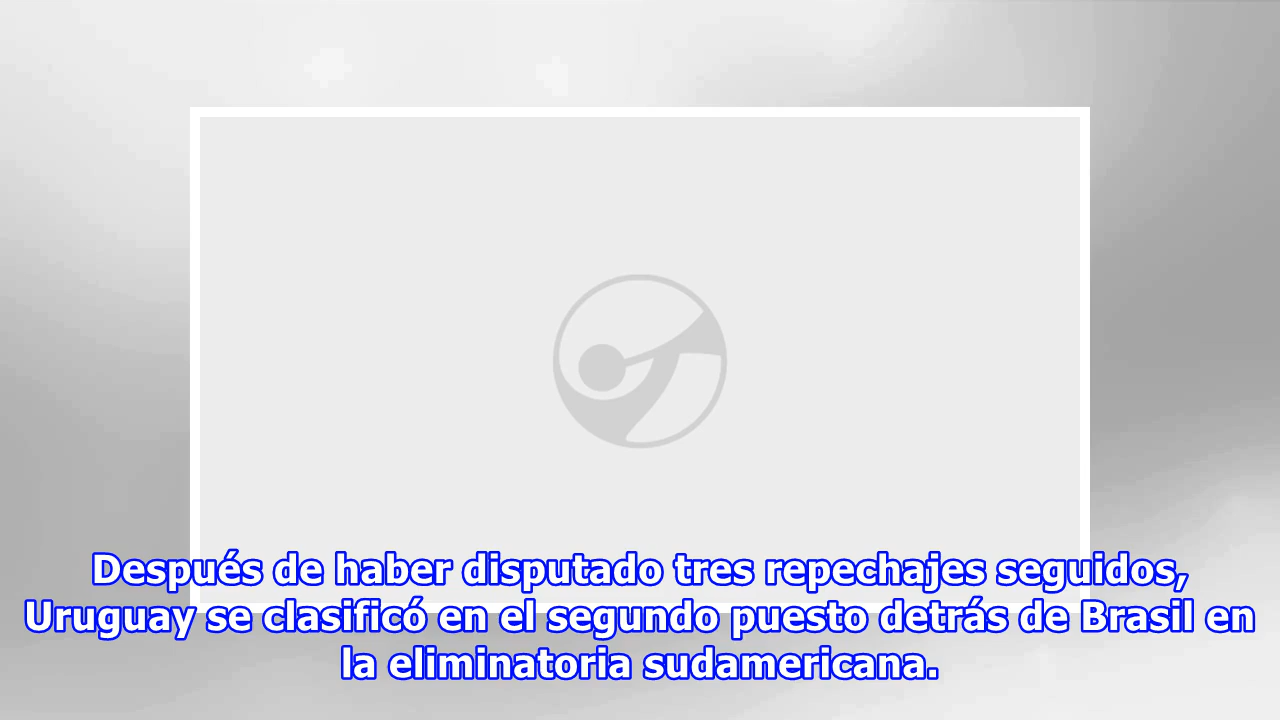 Después de haber disputado tres repechajes seguidos,
Uruguay se clasificó en el segundo puesto detrás de Brasil en
la eliminatoria sudamericana.